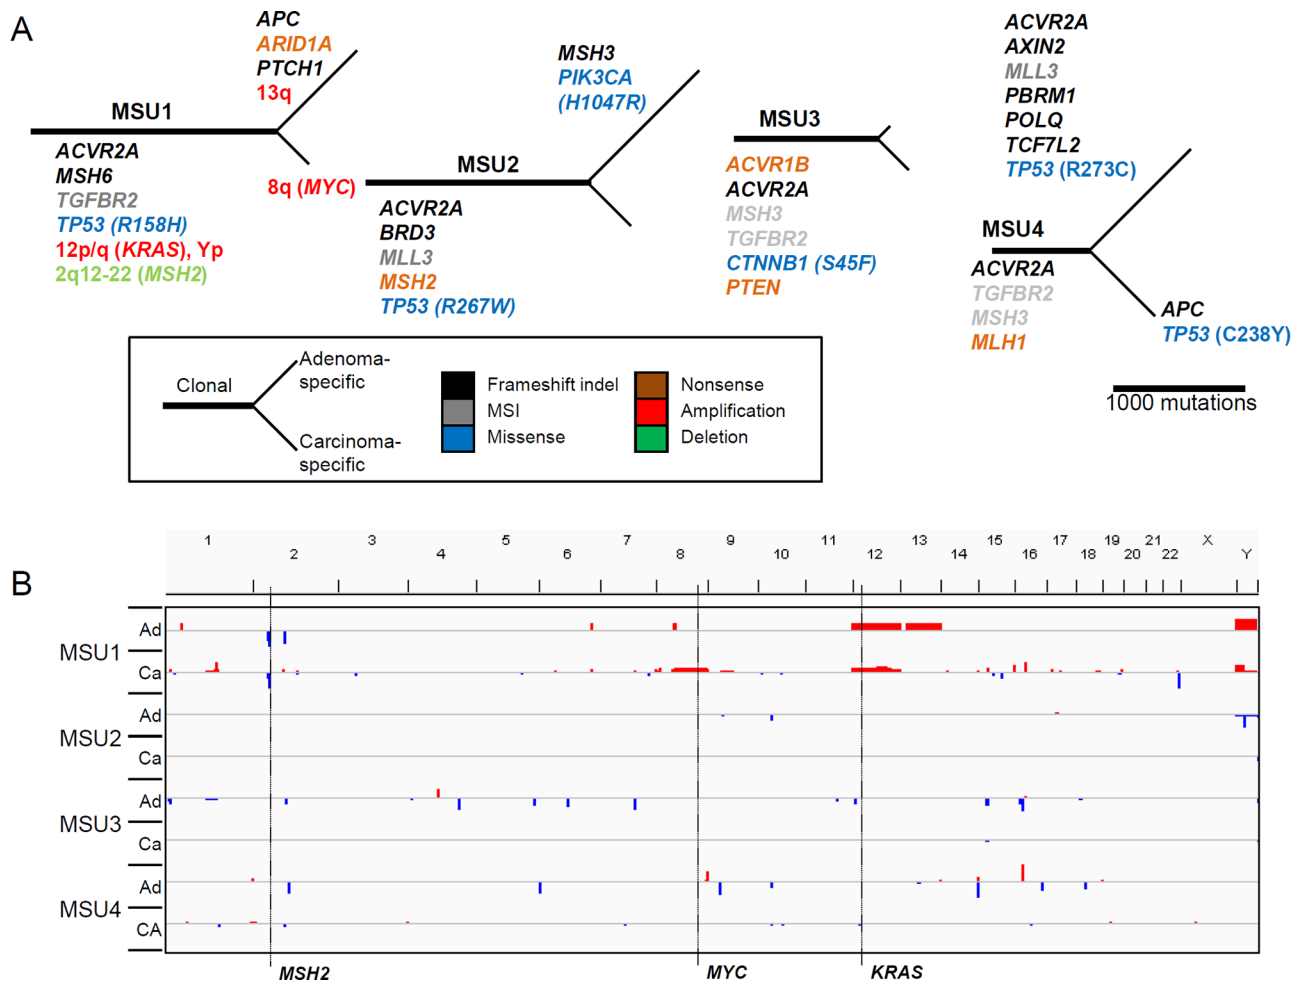 A
APC
ARID1A
PTCH1
13q
MSU1
ACVR2A
MSH6
TGFBR2
TP53 (R158H)
12p/q (KRAS), Yp
2q12-22 (MSH2)
8q (MYC)
MSH3
PIK3CA
(H1047R)
MSU2
ACVR2A
BRD3
MLL3
MSH2
TP53 (R267W)
MSU3
ACVR1B
ACVR2A
MSH3
TGFBR2
CTNNB1 (S45F)
PTEN
ACVR2A
AXIN2
MLL3
PBRM1
POLQ
TCF7L2
TP53 (R273C)
MSU4
ACVR2A
TGFBR2
MSH3
MLH1
APC
TP53 (C238Y)
1000 mutations
Clonal
Adenoma-
specific
Carcinoma-
specific
Frameshift indel
MSI
Missense
Nonsense
Amplification
Deletion
B
1 2 3 4 5 6 7 8 9 10 11 12 13 14 15 16 17 18 19 20 21 22 X Y
MSU1
Ad
Ca
MSU2
Ad
Ca
MSU3
Ad
Ca
MSU4
Ad
CA
MSH2 MYC KRAS